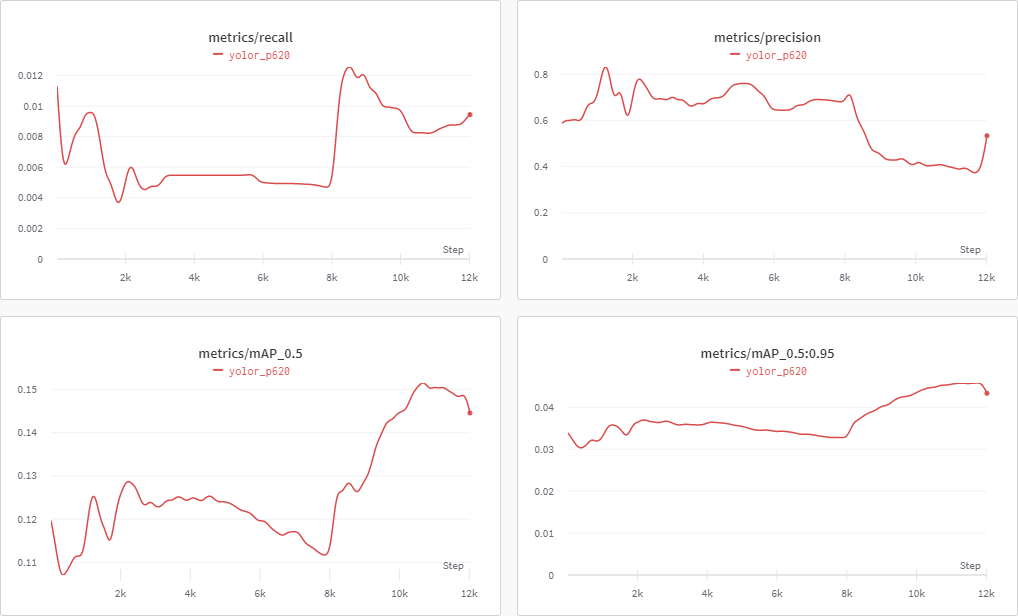 metrics/recall
yolor_p620
0.012
0.01
0.008
0.006
0.004
0.002
0
Step
2k
4k
6k
8k
10k
12k
metrics/precision
yolor_p620
0.8
0.6
0.4
0.2
0
Step
2k
4k
6k
8k
10k
12k
metrics/mAP_0.5
yolor_p620
0.15
0.14
0.13
0.12
0.11
Step
2k
4k
6k
8k
10k
12k
metrics/mAP_0.5:0.95
yolor_p620
0.04
0.03
0.02
0.01
0
Step
2k
4k
6k
8k
10k
12k